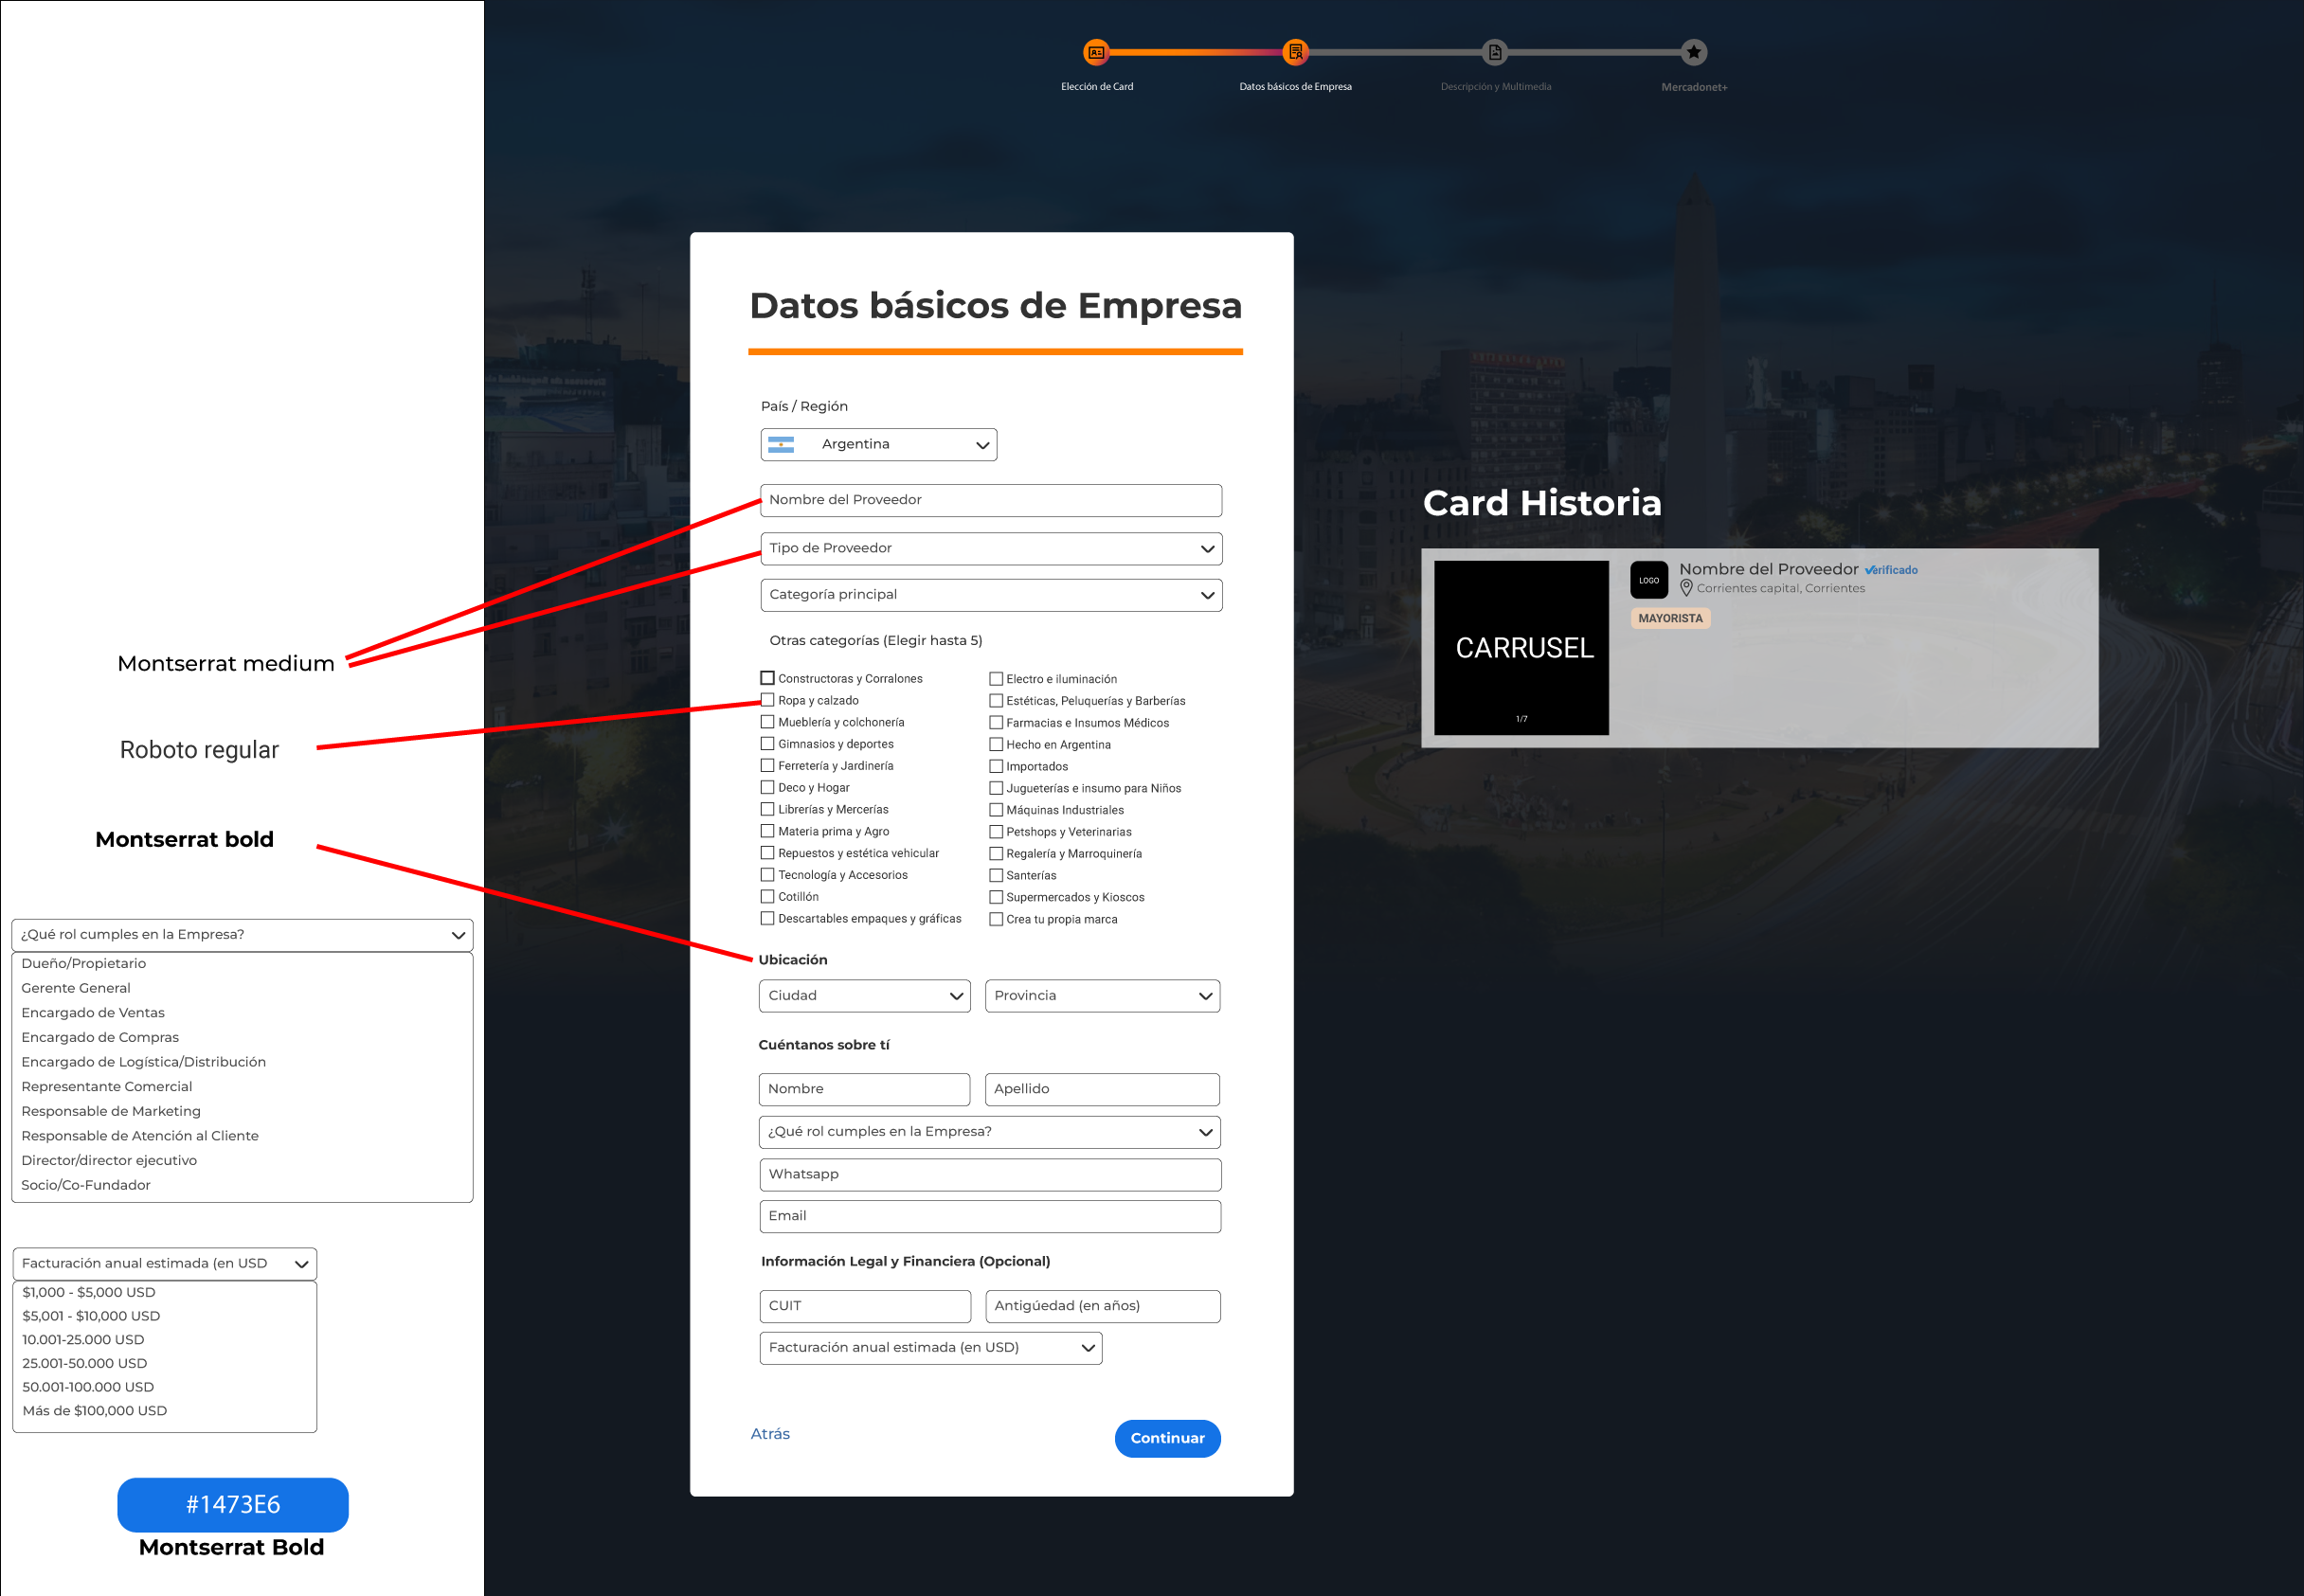 Elección de Card
Datos básicos de Empresa
Descripción y Multimedia
Mercadonet+
Montserrat medium
Roboto regular
Montserrat bold
¿Qué rol cumples en la Empresa?
Dueño/Propietario
Gerente General
Encargado de Ventas
Encargado de Compras
Encargado de Logística/Distribución
Representante Comercial
Responsable de Marketing
Responsable de Atención al Cliente
Director/director ejecutivo
Socio/Co-Fundador
Facturación anual estimada (en USD
$1,000 - $5,000 USD
$5,001 - $10,000 USD
10.001-25.000 USD
25.001-50.000 USD
50.001-100.000 USD
Más de $100,000 USD
#1473E6
Montserrat Bold
Datos básicos de Empresa
País / Región
Argentina
Nombre del Proveedor
Tipo de Proveedor
Categoría principal
Otras categorías (Elegir hasta 5)
Constructoras y Corralones
Ropa y calzado
Mueblería y colchonería
Gimnasios y deportes
Ferretería y Jardinería
Deco y Hogar
Librerías y Mercerías
Materia prima y Agro
Repuestos y estética vehicular
Tecnología y Accesorios
Cotillón
Descartables empaques y gráficas
Electro e iluminación
Estéticas, Peluquerías y Barberías
Farmacias e Insumos Médicos
Hecho en Argentina
Importados
Jugueterías e insumo para Niños
Máquinas Industriales
Petshops y Veterinarias
Regalería y Marroquinería
Santerías
Supermercados y Kioscos
Crea tu propia marca
Ubicación
Ciudad
Provincia
Cuéntanos sobre tí
Nombre
Apellido
¿Qué rol cumples en la Empresa?
Whatsapp
Email
Información Legal y Financiera (Opcional)
CUIT
Antigúedad (en años)
Facturación anual estimada (en USD)
Atrás
Continuar
Card Historia
CARRUSEL
1/7
LOGO
Nombre del Proveedor
Verificado
Corrientes capital, Corrientes
MAYORISTA